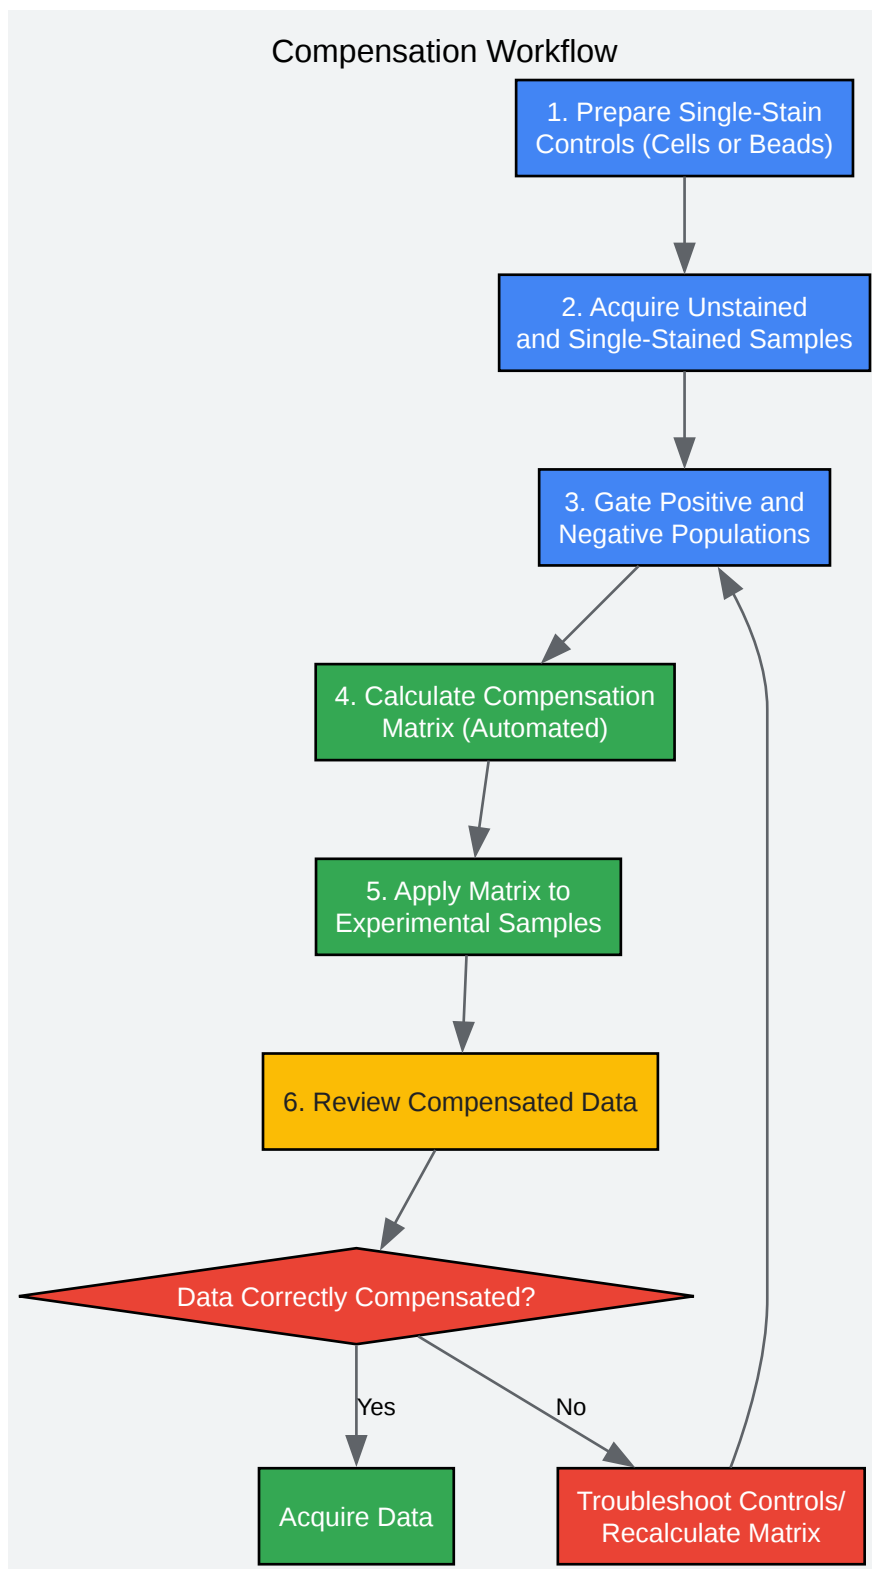 Compensation Workflow
1. Prepare Single-Stain
Controls (Cells or Beads)
2. Acquire Unstained
and Single-Stained Samples
3. Gate Positive and
Negative Populations
4. Calculate Compensation
Matrix (Automated)
5. Apply Matrix to
Experimental Samples
6. Review Compensated Data
Data Correctly Compensated?
Yes
No
Acquire Data
Troubleshoot Controls/
Recalculate Matrix